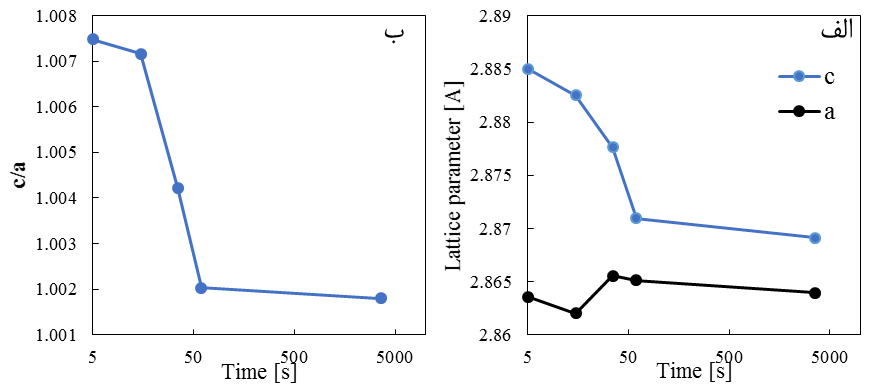 ب
1.008
1.007
1.006
1.005
1.004
1.003
1.002
1.001
c/a
5
50
500
5000
Time [s]
الف
2.89
2.885
2.88
2.875
2.87
2.865
2.86
Lattice parameter [A]
c
a
5
50
500
5000
Time [s]